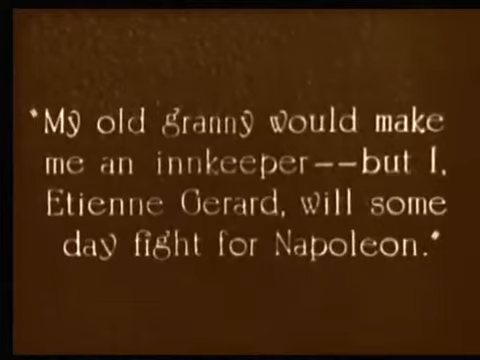 "My old granny would make
me an innkeeper--but I,
Etienne Gerard, will some
day fight for Napoleon."